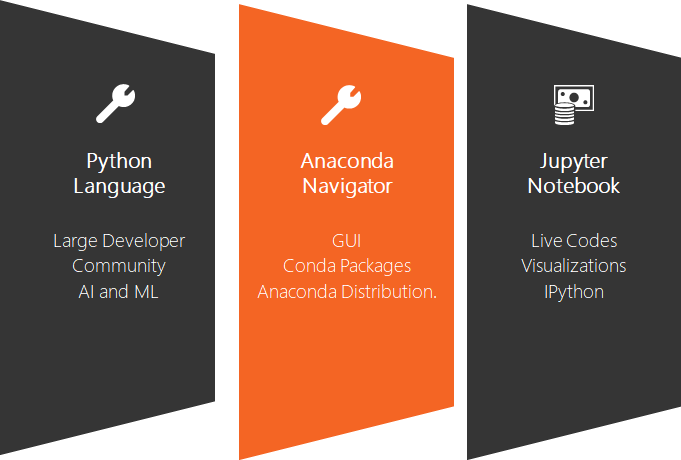 Python
Language
Large Developer
Community
AI and ML
Anaconda
Navigator
GUI
Conda Packages
Anaconda Distribution.
Jupyter
Notebook
Live Codes
Visualizations
IPython